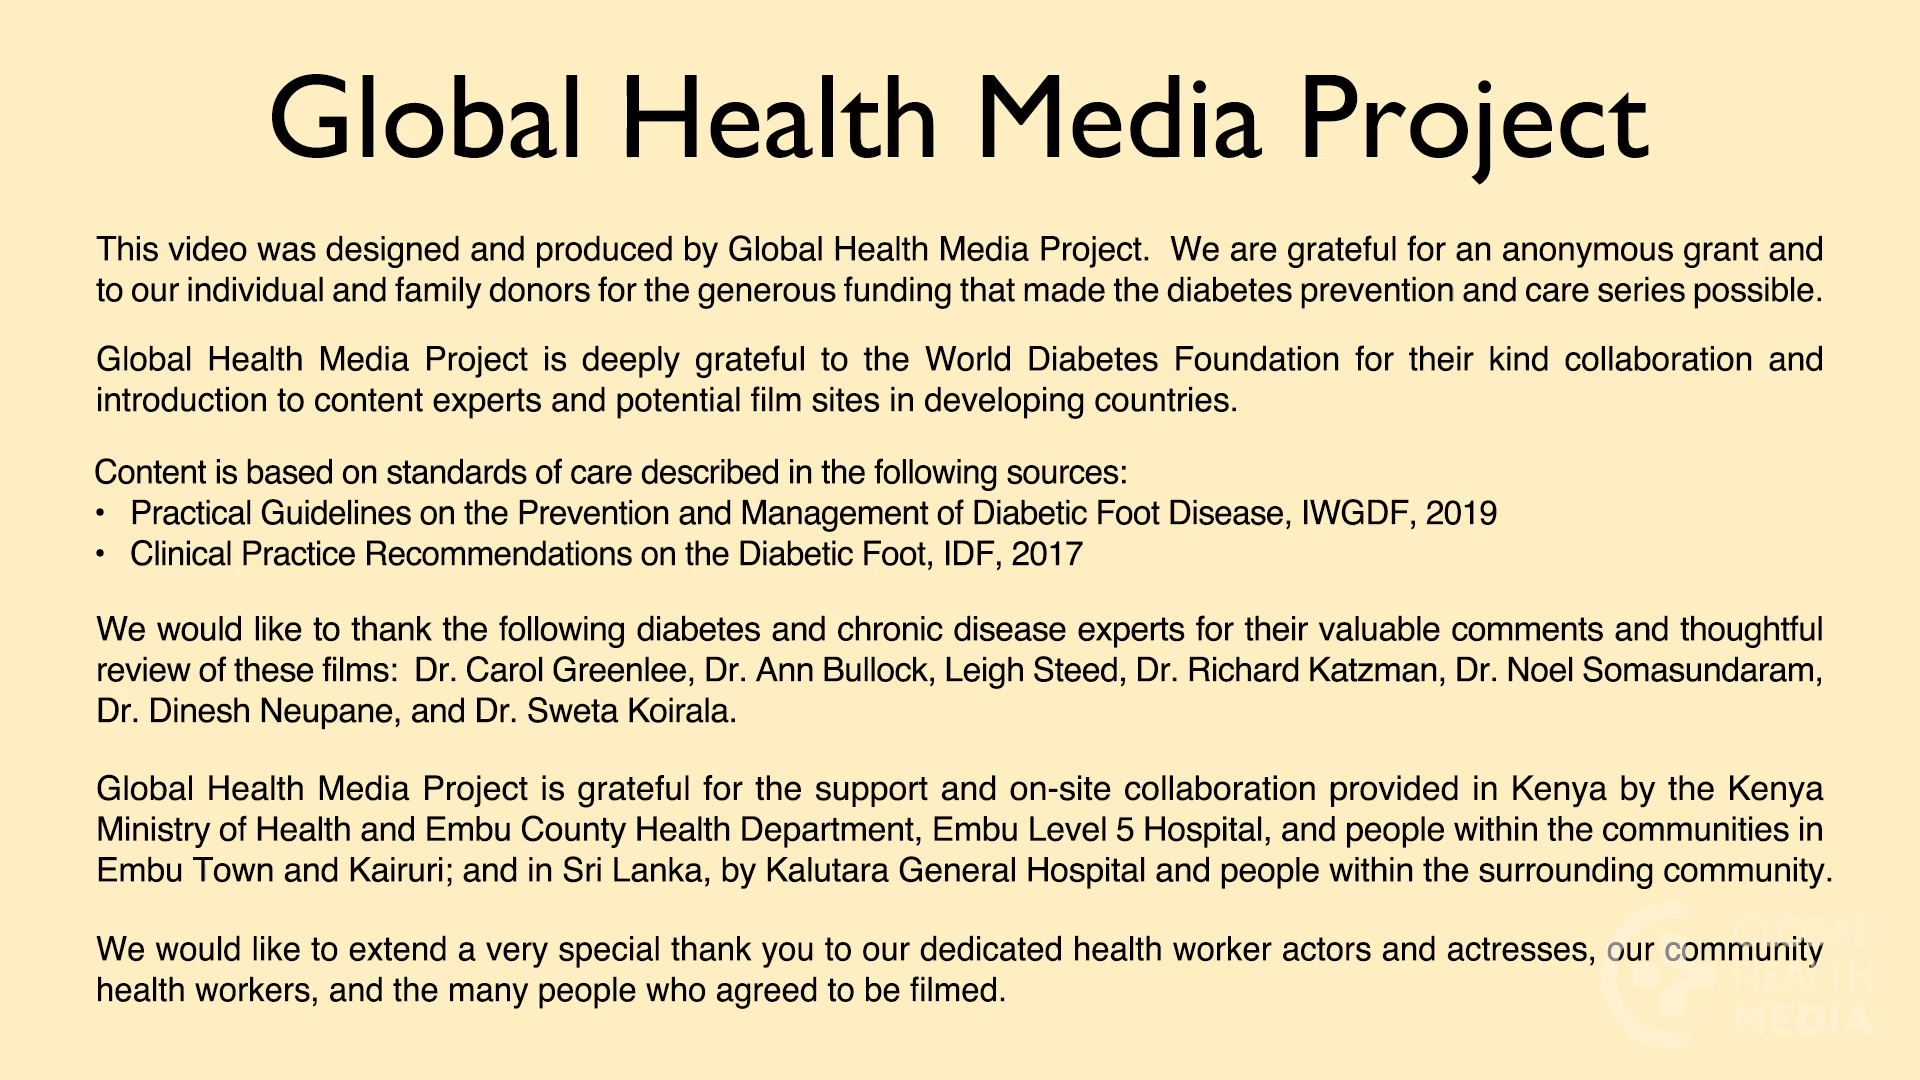 Global Health Media Project
This video was designed and produced by Global Health Media Project.  We are grateful for an anonymous grant and
to our individual and family donors for the generous funding that made the diabetes prevention and care series possible.
Global Health Media Project is deeply grateful to the World Diabetes Foundation for their kind collaboration and
introduction to content experts and potential film sites in developing countries.
Content is based on standards of care described in the following sources:
• Practical Guidelines on the Prevention and Management of Diabetic Foot Disease, IWGDF, 2019
• Clinical Practice Recommendations on the Diabetic Foot, IDF, 2017
We would like to thank the following diabetes and chronic disease experts for their valuable comments and thoughtful
review of these films:  Dr. Carol Greenlee, Dr. Ann Bullock, Leigh Steed, Dr. Richard Katzman, Dr. Noel Somasundaram,
Dr. Dinesh Neupane, and Dr. Sweta Koirala.
Global Health Media Project is grateful for the support and on-site collaboration provided in Kenya by the Kenya
Ministry of Health and Embu County Health Department, Embu Level 5 Hospital, and people within the communities in
Embu Town and Kairuri; and in Sri Lanka, by Kalutara General Hospital and people within the surrounding community.
We would like to extend a very special thank you to our dedicated health worker actors and actresses, our community
health workers, and the many people who agreed to be filmed.
GLOBAL
HEALTH
MEDIA